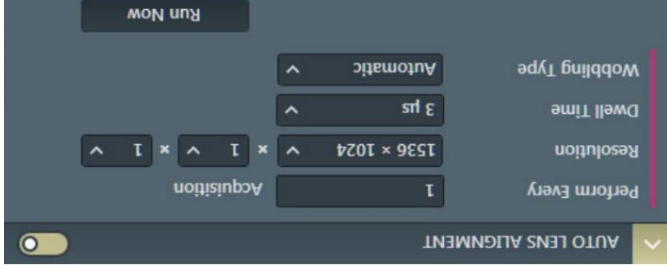 AUTO LENS ALIGNMENT
Perform Every 1 Acquisition
Resolution 1536 × 1024 × 1 × 1
Dwell Time 3 µs
Wobbling Type Automatic
Run Now